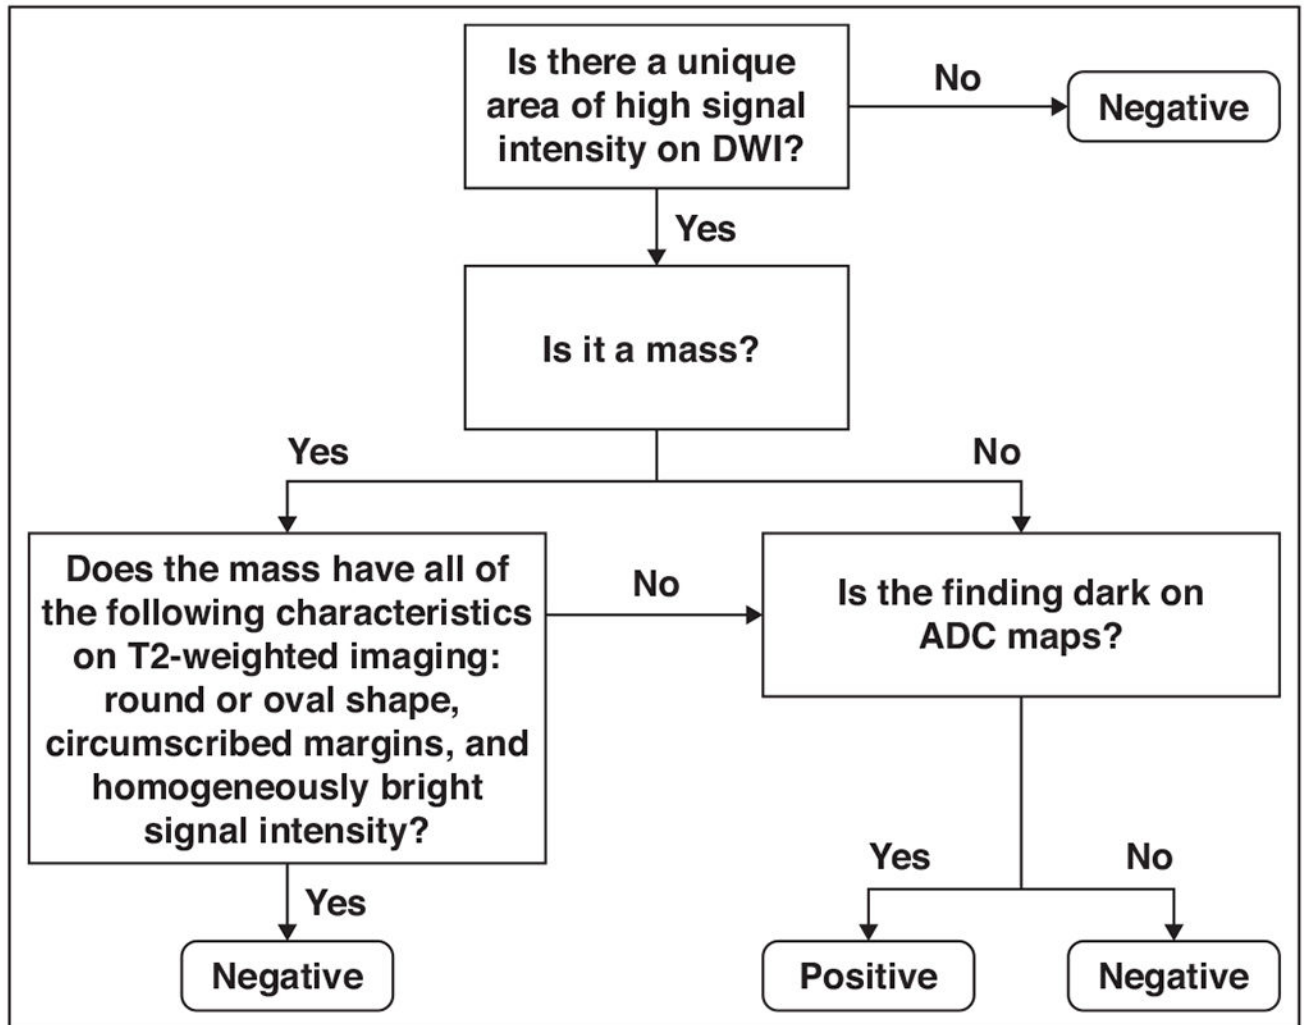 Is there a unique
area of high signal
intensity on DWI?
No
Negative
Yes
Is it a mass?
Yes
No
Does the mass have all of
the following characteristics
on T2-weighted imaging:
round or oval shape,
circumscribed margins, and
homogeneously bright
signal intensity?
No
Is the finding dark on
ADC maps?
Yes
Negative
Yes
No
Positive
Negative